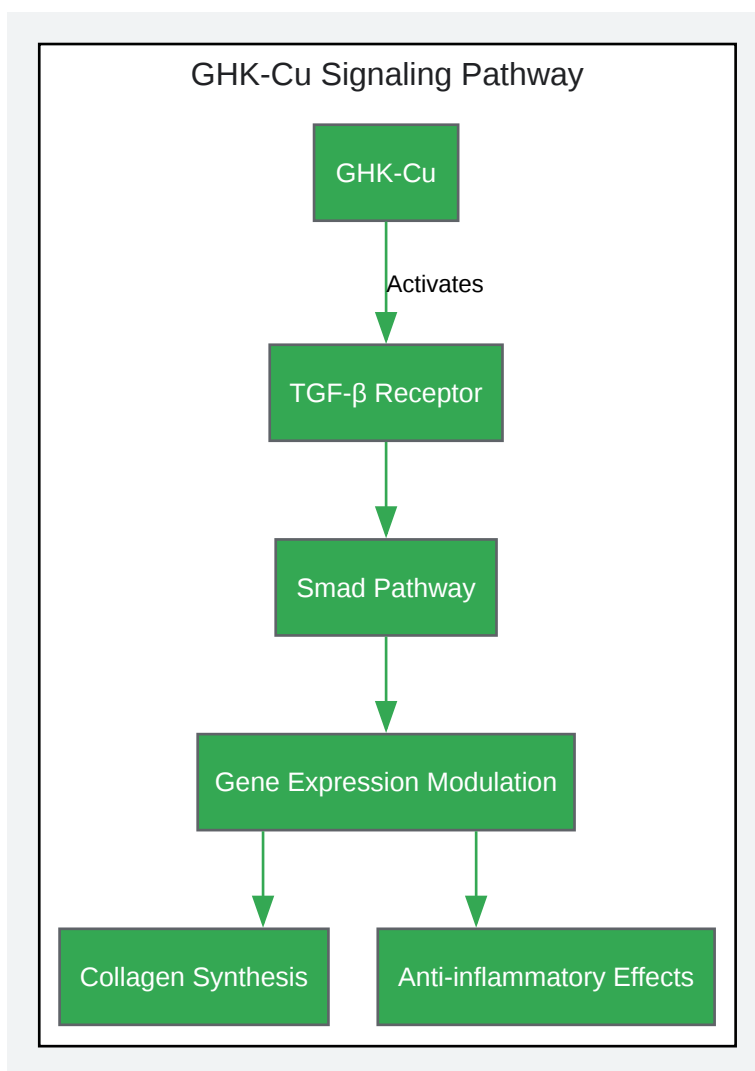 GHK-Cu Signaling Pathway
GHK-Cu
Activates
TGF-β Receptor
Smad Pathway
Gene Expression Modulation
Collagen Synthesis
Anti-inflammatory Effects